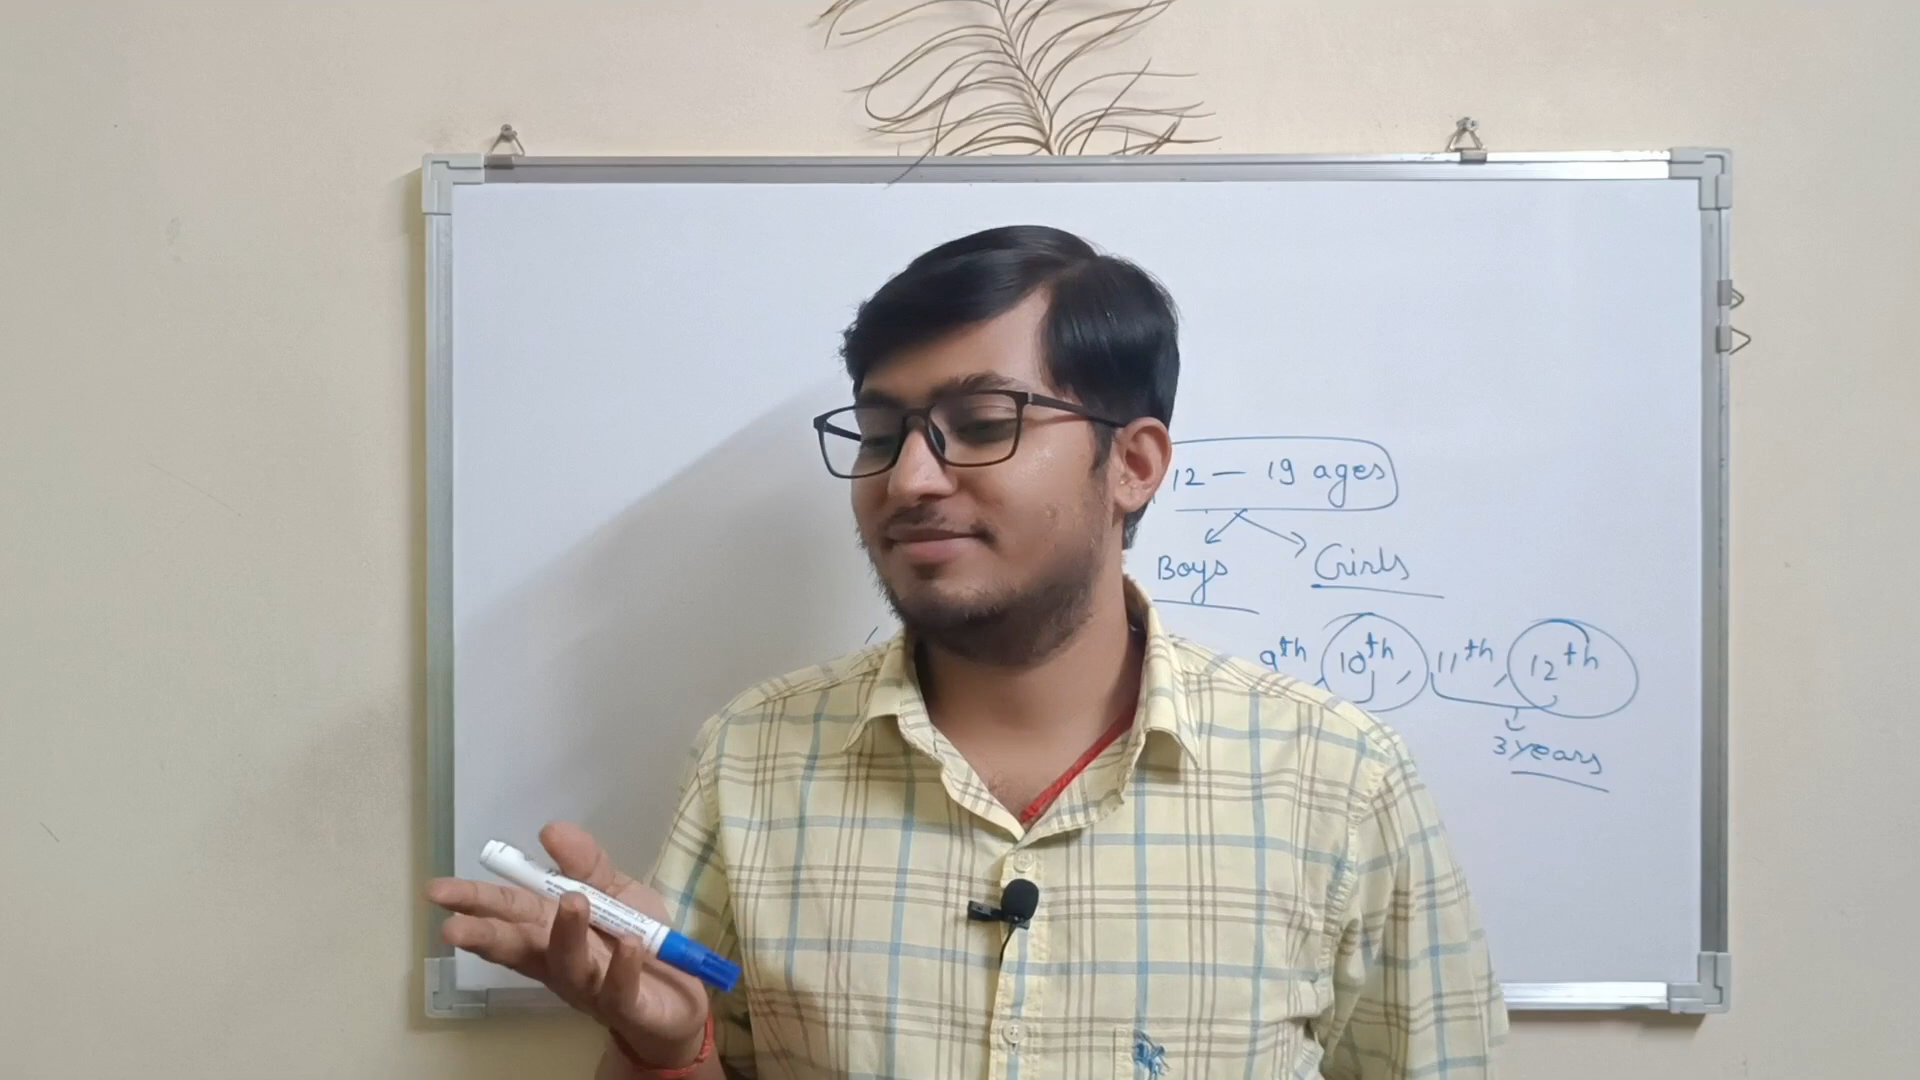 12 — 19 ages
Boys Girls
9th, 10th, 11th, 12th
3 years